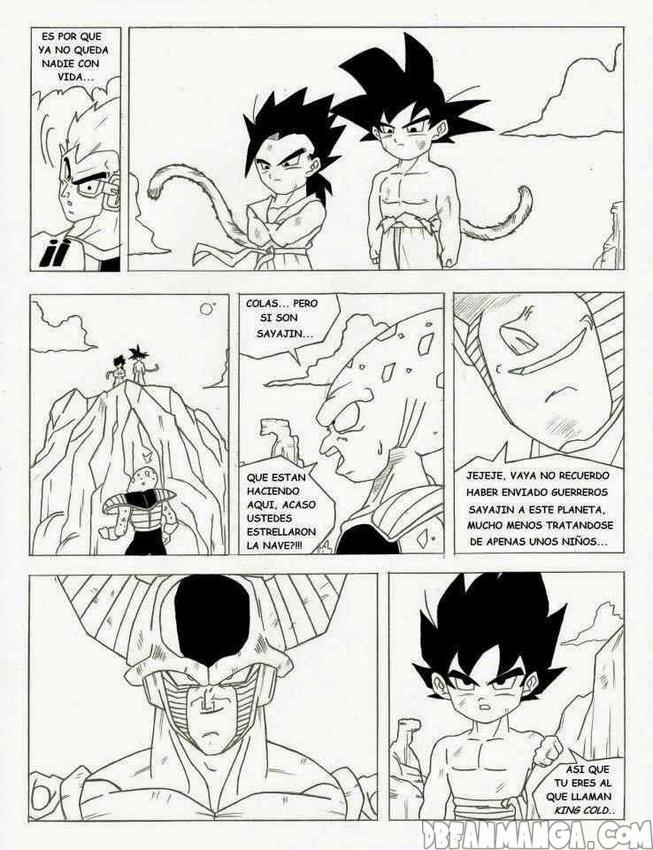 ES POR QUE
YA NO QUEDA
NADIE CON
VIDA...
COLAS... PERO
SI SON
SAYAJIN...
QUE ESTAN
HACIENDO
AQUI, ACASO
USTEDES
ESTRELLARON
LA NAVE?!!!
JEJEJE, VAYA NO RECUERDO
HABER ENVIADO GUERREROS
SAYAJIN A ESTE PLANETA,
MUCHO MENOS TRATANDOSE
DE APENAS UNOS NIÑOS...
ASI QUE
TU ERES AL
QUE LLAMAN
KING COLD..
DBFANMANGA.COM